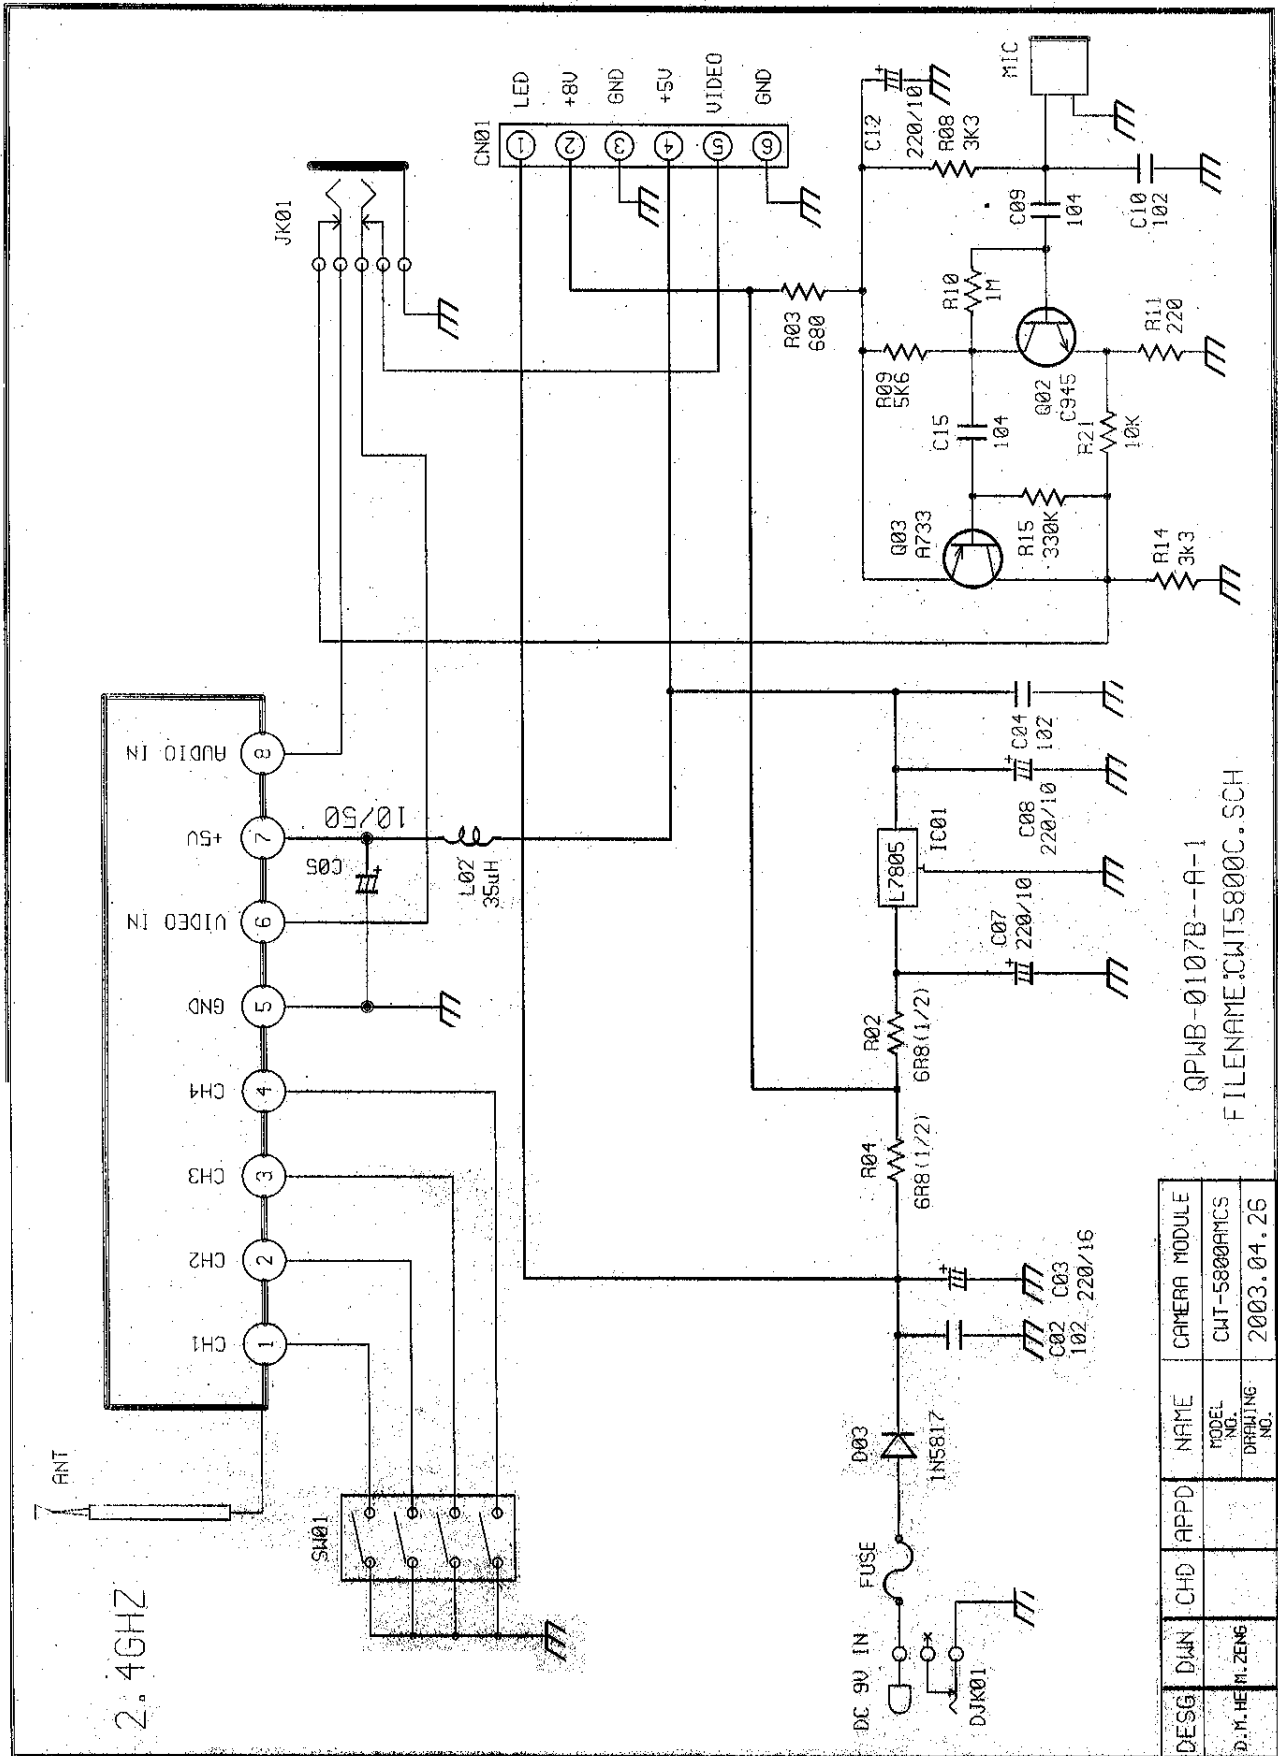 2.4GHZ
ANT
CH1
CH2
CH3
CH4
GND
VIDEO IN
+5V
AUDIO IN
1
2
3
4
5
6
7
8
SW01
C05
10/50
L02
35uH
JK01
CN01
1
2
3
4
5
6
LED
+8V
GND
+5V
VIDEO
GND
DC 9V IN
DJK01
FUSE
D03
1N5817
C02
102
C03
220/16
R04
6R8(1/2)
R02
6R8(1/2)
C07
220/10
L7805
IC01
C08
220/10
C04
102
R03
680
Q03
A733
R15
330K
R14
3k3
C15
104
R09
5K6
R21
10K
Q02
C945
R10
1M
R11
220
C09
104
C10
102
C12
220/10
R08
3K3
MIC
QPWB-0107B--A-1
FILENAME:CWT5800C.SCH
DESG DWN CHD APPD NAME CAMERA MODULE
D.M.HE M.ZENG MODEL NO. CWT-5800AMCS
DRAWING NO. 2003.04.26